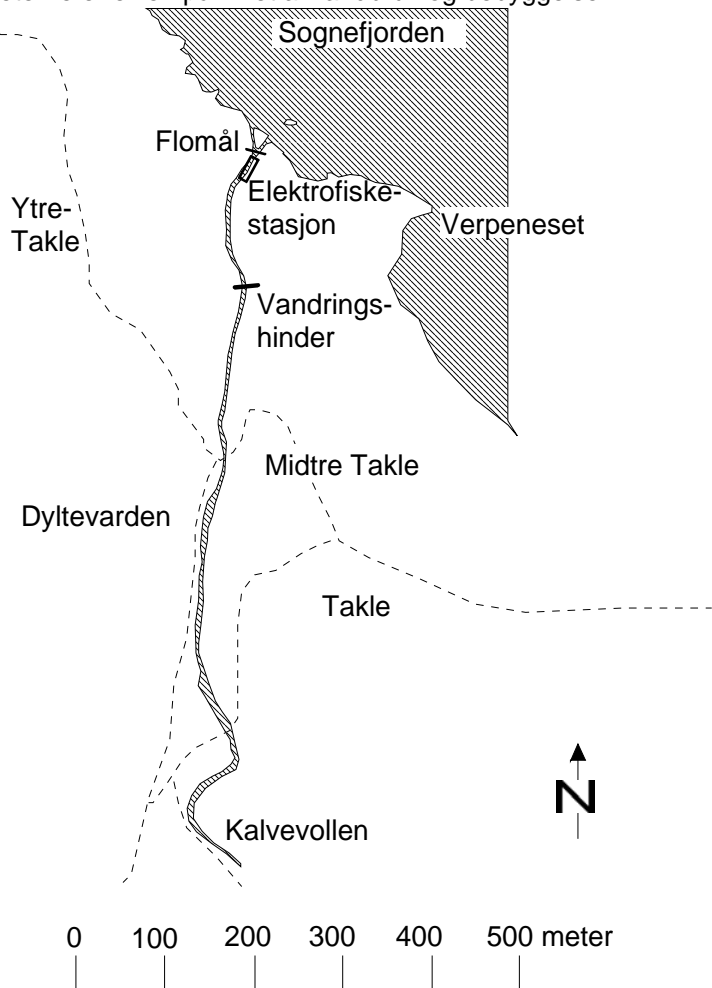 Sognefjorden
Flomål
Elektrofiske-
stasjon
Ytre-
Takle
Verpeneset
Vandrings-
hinder
Midtre Takle
Dyltevarden
Takle
N
Kalvevollen
0 100 200 300 400 500 meter